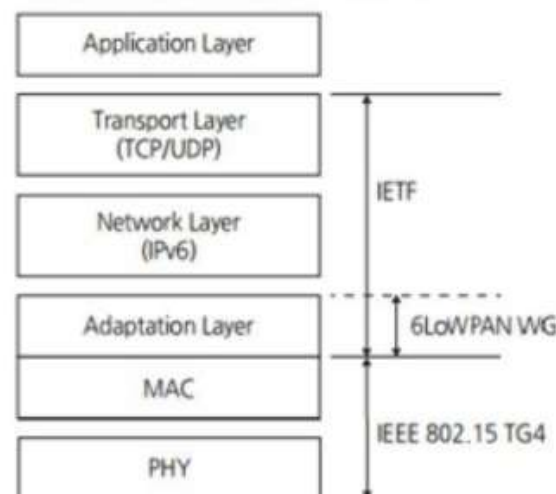 Application Layer
Transport Layer
(TCP/UDP)
IETF
Network Layer
(IPv6)
Adaptation Layer
6LoWPAN WG
MAC
IEEE 802.15 TG4
PHY